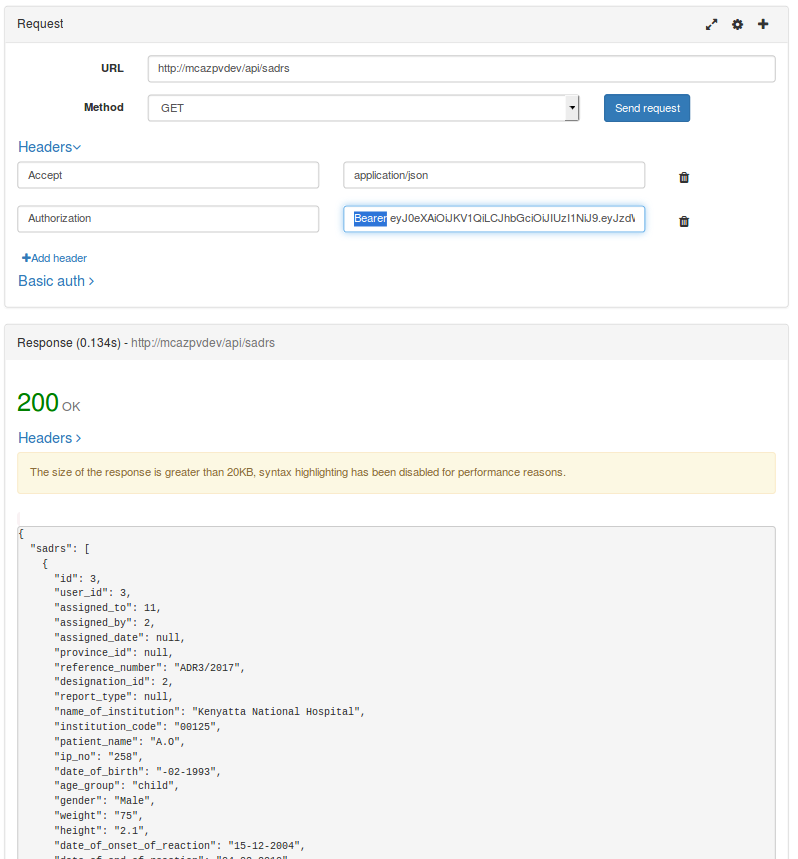 Request
URL http://mcazpvdev/api/sadrs
Method GET Send request
Headers
Accept application/json
Authorization Bearer eyJ0eXAiOiJKV1QiLCJhbGciOiJIUzI1NiJ9.eyJzdW
Add header
Basic auth
Response (0.134s) - http://mcazpvdev/api/sadrs
200 OK
Headers
The size of the response is greater than 20KB, syntax highlighting has been disabled for performance reasons.
{
"sadrs": [
{
"id": 3,
"user_id": 3,
"assigned_to": 11,
"assigned_by": 2,
"assigned_date": null,
"province_id": null,
"reference_number": "ADR3/2017",
"designation_id": 2,
"report_type": null,
"name_of_institution": "Kenyatta National Hospital",
"institution_code": "00125",
"patient_name": "A.O",
"ip_no": "258",
"date_of_birth": "-02-1993",
"age_group": "child",
"gender": "Male",
"weight": "75",
"height": "2.1",
"date_of_onset_of_reaction": "15-12-2004",